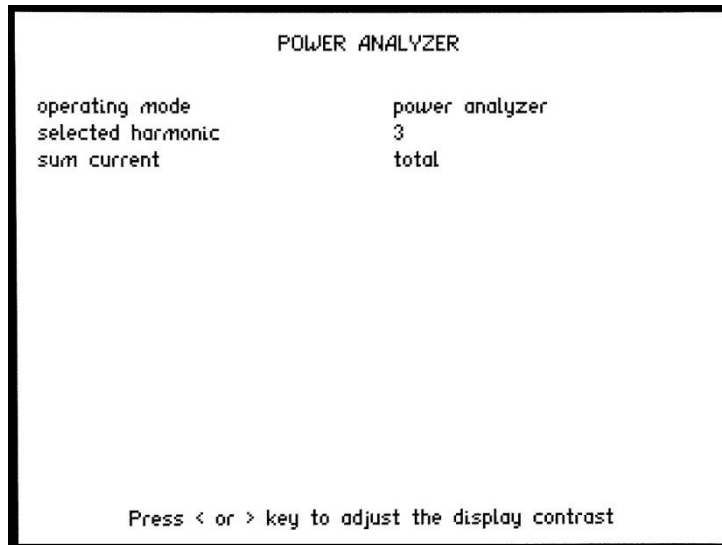 POWER ANALYZER
operating mode power analyzer
selected harmonic 3
sum current total
Press < or > key to adjust the display contrast